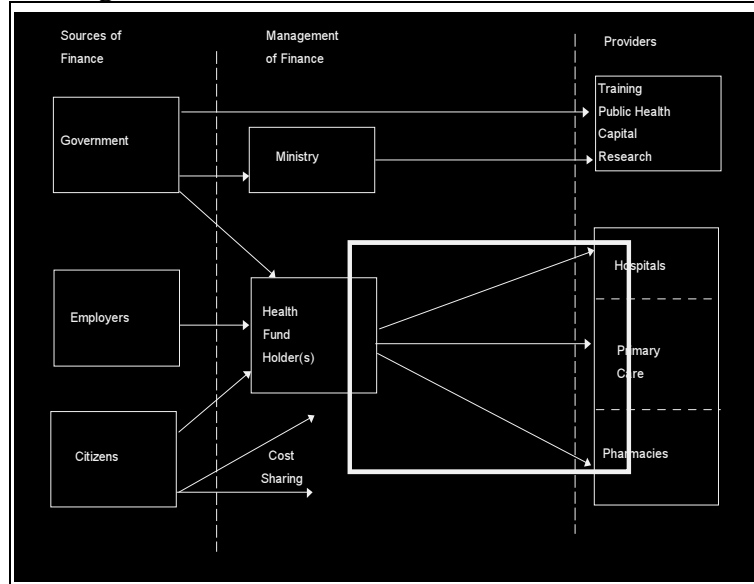 Sources of
Finance
Management
of Finance
Providers
Government
Ministry
Training
Public Health
Capital
Research
Employers
Health
Fund
Holder(s)
Hospitals
Primary
Care
Citizens
Cost
Sharing
Pharmacies